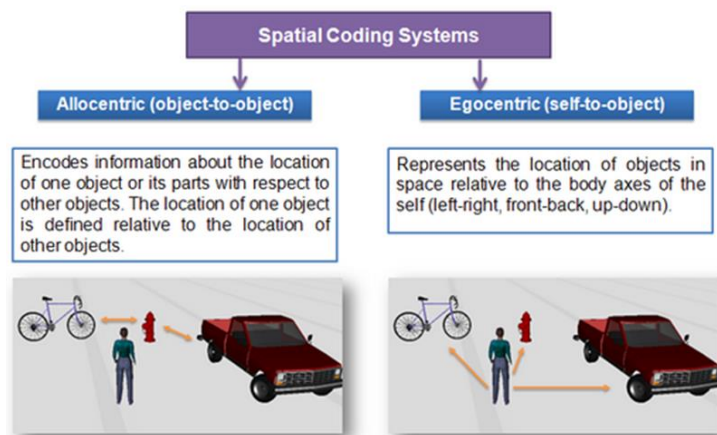 Spatial Coding Systems
Allocentric (object-to-object)
Egocentric (self-to-object)
Encodes information about the location
of one object or its parts with respect to
other objects. The location of one object
is defined relative to the location of
other objects.
Represents the location of objects in
space relative to the body axes of the
self (left-right, front-back, up-down).